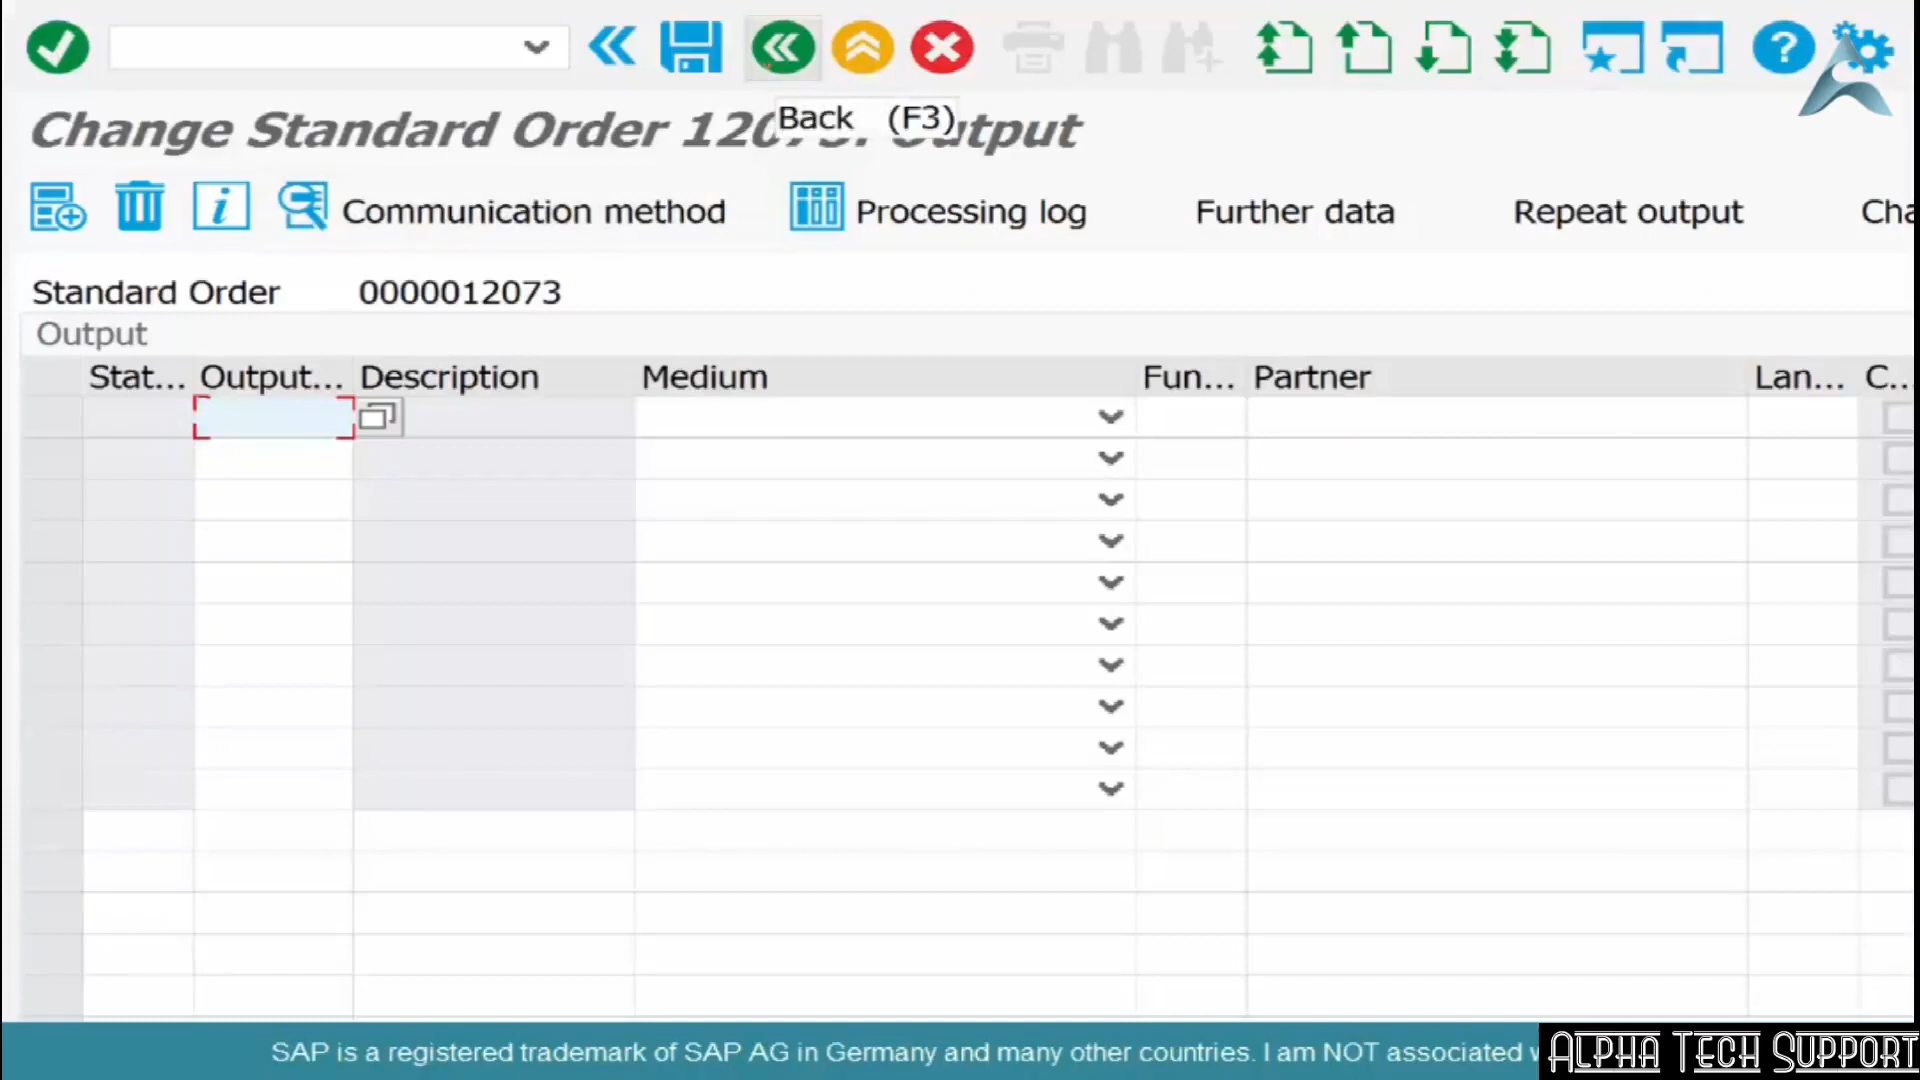 Back (F3)
Change Standard Order 120
Communication method Processing log Further data Repeat output Cha
Standard Order 0000012073
Output
Stat... Output... Description Medium Fun... Partner Lan... C...
SAP is a registered trademark of SAP AG in Germany and many other countries. I am NOT associated
ALPHA TECH SUPPORT